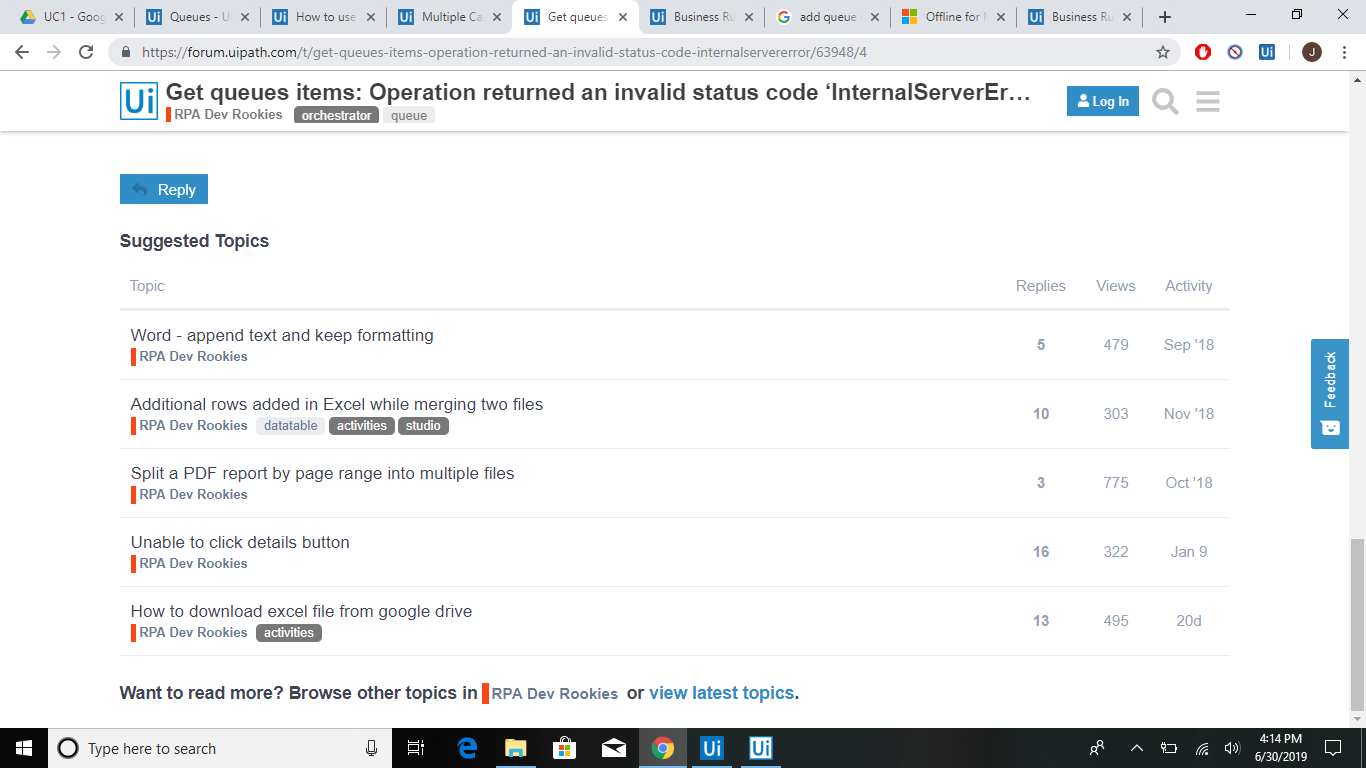 UC1 - Goog
Queues - U
How to use
Multiple Ca
Get queues
Business Ru
add queue
Offline for
Business Ru
https://forum.uipath.com/t/get-queues-items-operation-returned-an-invalid-status-code-internalservererror/63948/4
Ui
J
Ui
Get queues items: Operation returned an invalid status code ‘InternalServerEr…
RPA Dev Rookies orchestrator queue
Log In
Reply
Suggested Topics
Topic Replies Views Activity
Word - append text and keep formatting
RPA Dev Rookies
5 479 Sep '18
Additional rows added in Excel while merging two files
RPA Dev Rookies datatable activities studio
10 303 Nov '18
Split a PDF report by page range into multiple files
RPA Dev Rookies
3 775 Oct '18
Unable to click details button
RPA Dev Rookies
16 322 Jan 9
How to download excel file from google drive
RPA Dev Rookies activities
13 495 20d
Feedback
Want to read more? Browse other topics in RPA Dev Rookies or view latest topics.
Type here to search
Ui
Ui
4:14 PM
6/30/2019